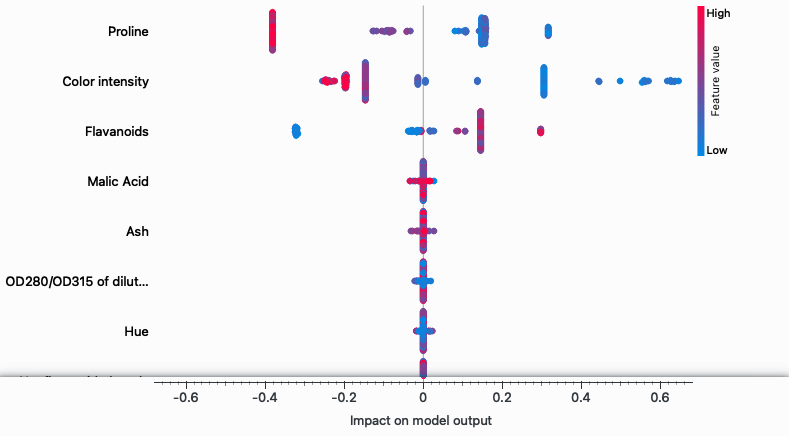 High
Proline
Color intensity
Feature value
Flavanoids
Low
Malic Acid
Ash
OD280/OD315 of dilut...
Hue
-0.6 -0.4 -0.2 0 0.2 0.4 0.6
Impact on model output